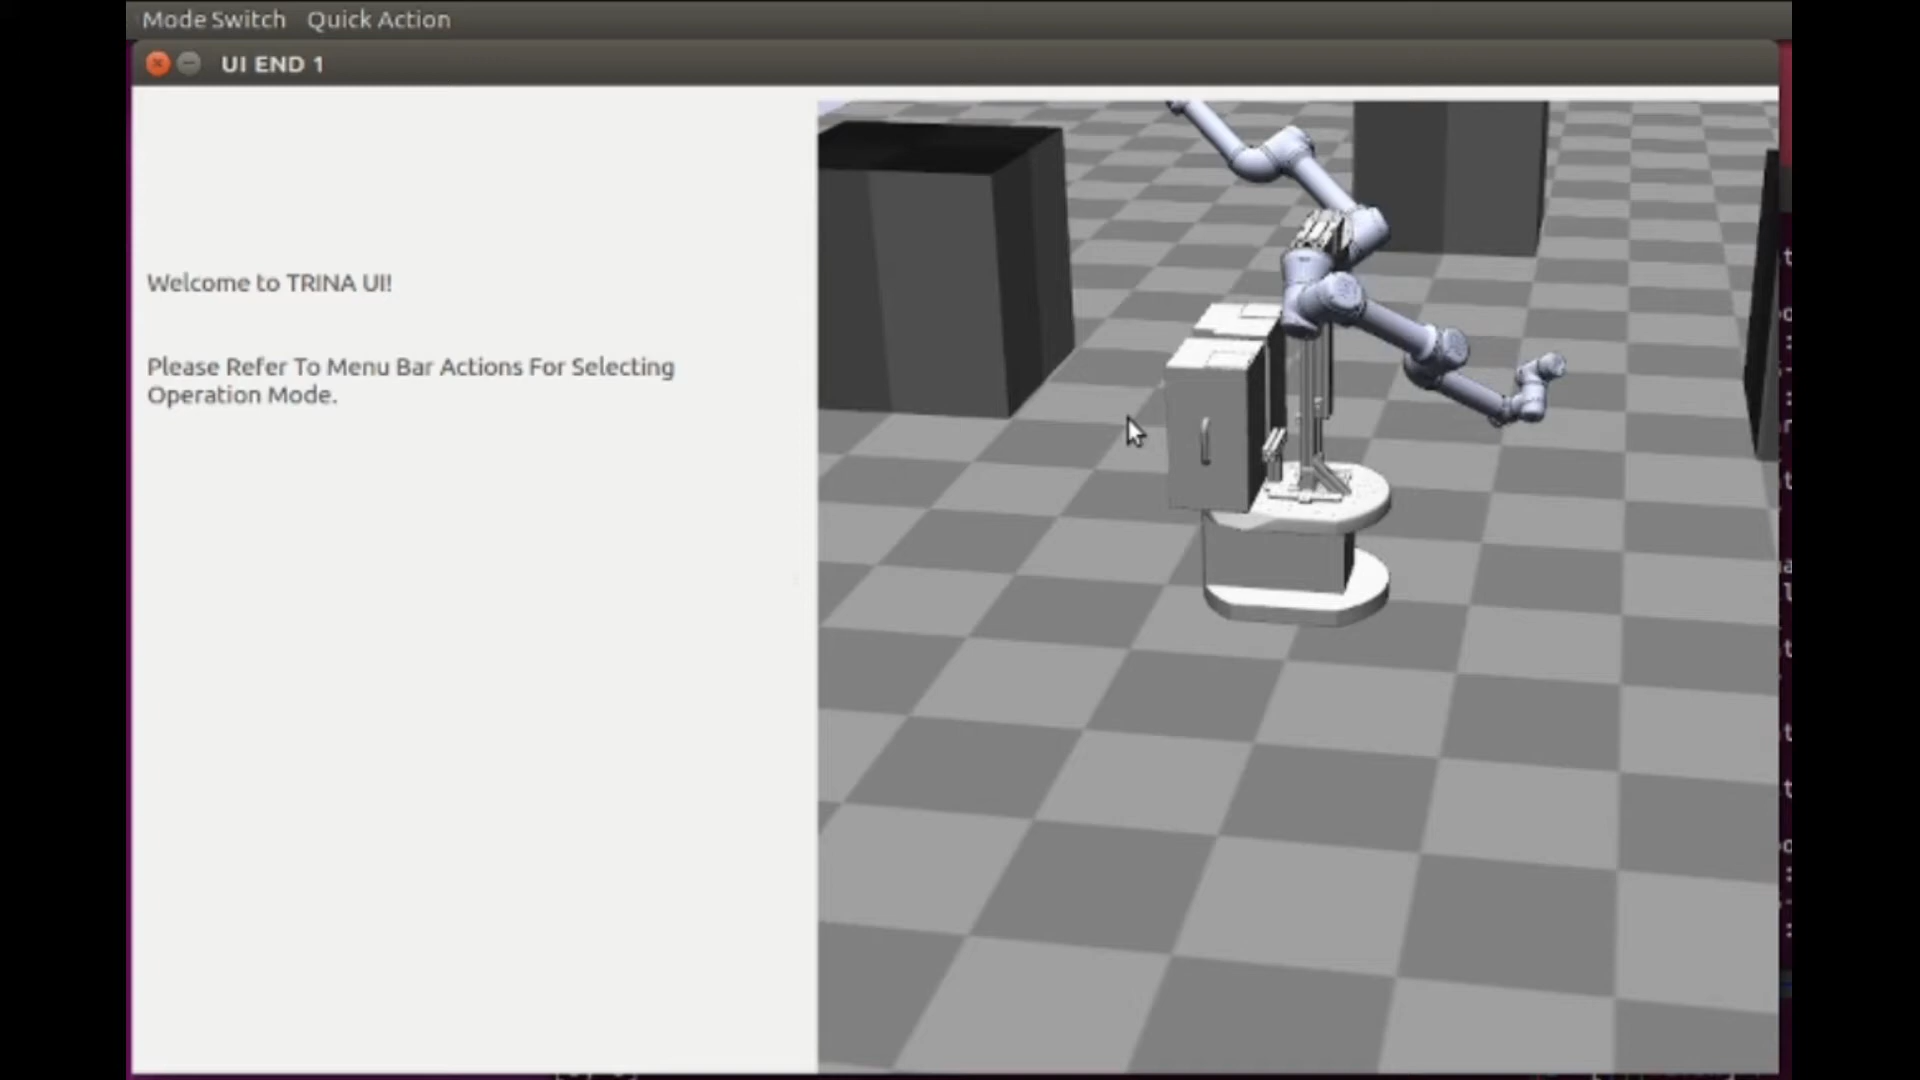 Mode Switch Quick Action
UI END 1
Welcome to TRINA UI!
Please Refer To Menu Bar Actions For Selecting
Operation Mode.